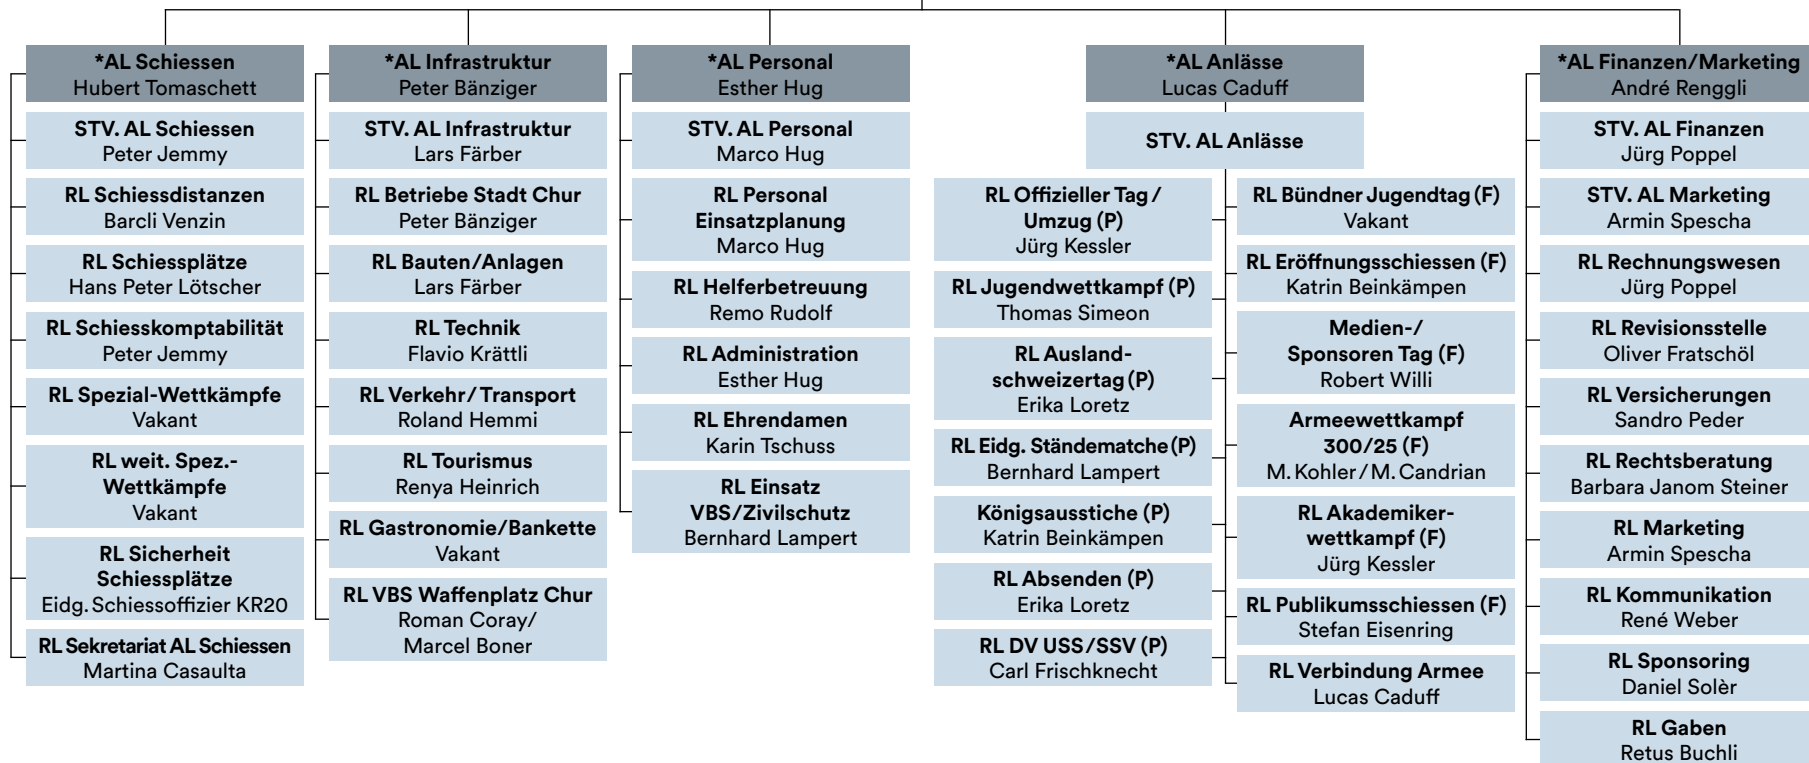 *AL Schiessen
Hubert Tomaschett
STV. AL Schiessen
Peter Jemmy
RL Schiessdistanzen
Barcli Venzin
RL Schiessplätze
Hans Peter Lötscher
RL Schiesskomptabilität
Peter Jemmy
RL Spezial-Wettkämpfe
Vakant
RL weit. Spez.-
Wettkämpfe
Vakant
RL Sicherheit
Schiessplätze
Eidg. Schiessoffizier KR20
RL Sekretariat AL Schiessen
Martina Casaulta
*AL Infrastruktur
Peter Bänziger
STV. AL Infrastruktur
Lars Färber
RL Betriebe Stadt Chur
Peter Bänziger
RL Bauten/Anlagen
Lars Färber
RL Technik
Flavio Krättli
RL Verkehr/Transport
Roland Hemmi
RL Tourismus
Renya Heinrich
RL Gastronomie/Bankette
Vakant
RL VBS Waffenplatz Chur
Roman Coray/
Marcel Boner
*AL Personal
Esther Hug
STV. AL Personal
Marco Hug
RL Personal
Einsatzplanung
Marco Hug
RL Helferbetreuung
Remo Rudolf
RL Administration
Esther Hug
RL Ehrendamen
Karin Tschuss
RL Einsatz
VBS/Zivilschutz
Bernhard Lampert
*AL Anlässe
Lucas Caduff
STV. AL Anlässe
RL Offizieller Tag/
Umzug (P)
Jürg Kessler
RL Jugendwettkampf (P)
Thomas Simeon
RL Ausland-
schweizertag (P)
Erika Loretz
RL Eidg. Ständematche (P)
Bernhard Lampert
Königsausstiche (P)
Katrin Beinkämpen
RL Absenden (P)
Erika Loretz
RL DV USS/SSV (P)
Carl Frischknecht
RL Bündner Jugendtag (F)
Vakant
RL Eröffnungsschiessen (F)
Katrin Beinkämpen
Medien-/
Sponsoren Tag (F)
Robert Willi
Armeewettkampf
300/25 (F)
M. Kohler / M. Candrian
RL Akademiker-
wettkampf (F)
Jürg Kessler
RL Publikumsschiessen (F)
Stefan Eisenring
RL Verbindung Armee
Lucas Caduff
*AL Finanzen/Marketing
André Renggli
STV. AL Finanzen
Jürg Poppel
STV. AL Marketing
Armin Spescha
RL Rechnungswesen
Jürg Poppel
RL Revisionsstelle
Oliver Fratschöl
RL Versicherungen
Sandro Peder
RL Rechtsberatung
Barbara Janom Steiner
RL Marketing
Armin Spescha
RL Kommunikation
René Weber
RL Sponsoring
Daniel Solèr
RL Gaben
Retus Buchli